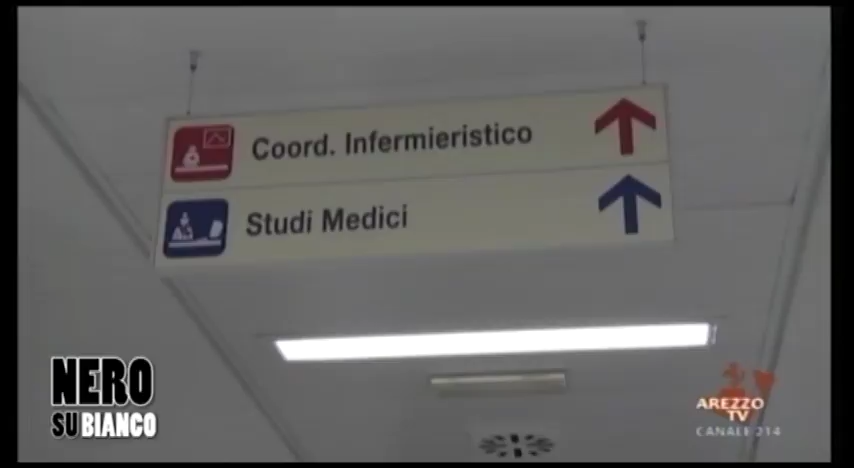 Coord. Infermieristico
Studi Medici
NERO
SU BIANCO
AREZZO
TV
CANALE 214